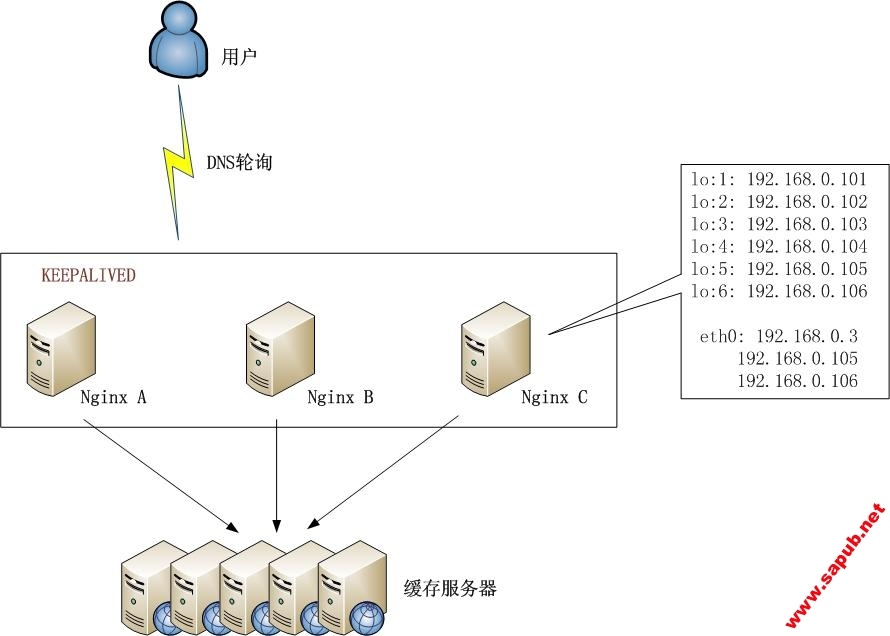 用户
DNS轮询
lo:1: 192.168.0.101
lo:2: 192.168.0.102
lo:3: 192.168.0.103
lo:4: 192.168.0.104
lo:5: 192.168.0.105
lo:6: 192.168.0.106
eth0: 192.168.0.3
192.168.0.105
192.168.0.106
KEEPALIVED
Nginx A
Nginx B
Nginx C
缓存服务器
www.sapub.net